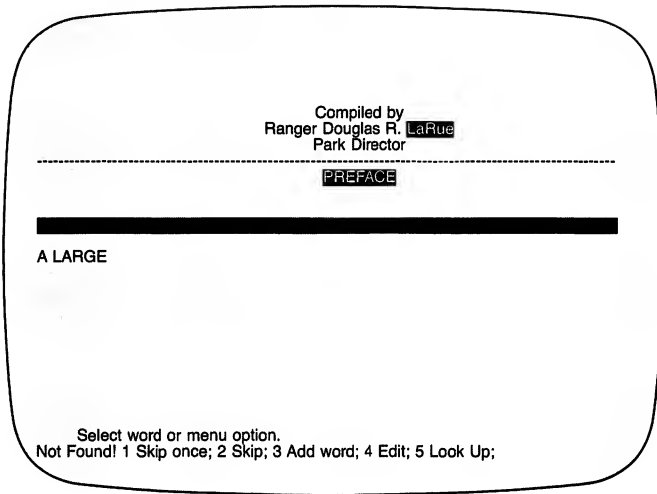 Compiled by
Ranger Douglas R. LaRue
Park Director
PREFACE
A LARGE
Select word or menu option.
Not Found! 1 Skip once; 2 Skip; 3 Add word; 4 Edit; 5 Look Up;